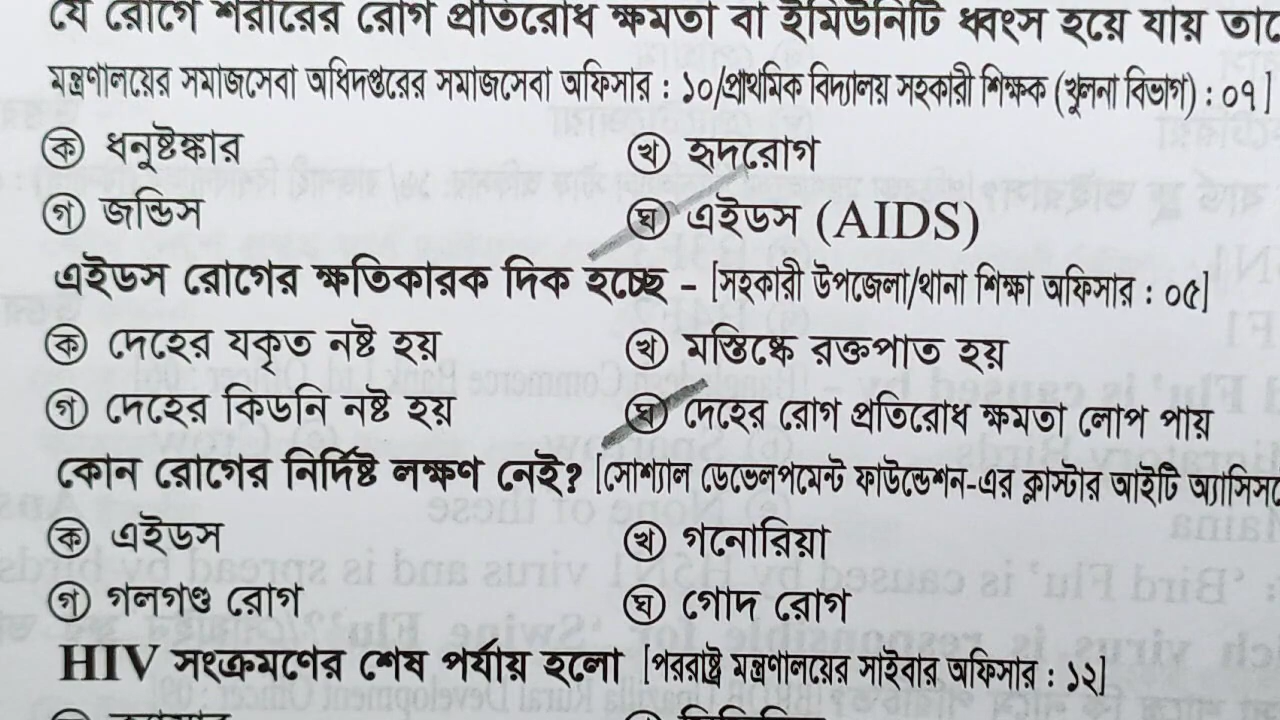 যে রোগে শরীরের রোগ প্রতিরোধ ক্ষমতা বা ইমিউনিটি ধ্বংস হয়ে যায়
মন্ত্রণালয়ের সমাজসেবা অধিদপ্তরের সমাজসেবা অফিসার : ১০/প্রাথমিক বিদ্যালয় সহকারী শিক্ষক (খুলনা বিভাগ) : ০৭]
ক ধনুষ্টঙ্কার খ হৃদরোগ
গ জন্ডিস ঘ এইডস (AIDS)
এইডস রোগের ক্ষতিকারক দিক হচ্ছে - [সহকারী উপজেলা/থানা শিক্ষা অফিসার : ০৫]
ক দেহের যকৃত নষ্ট হয় খ মস্তিষ্কে রক্তপাত হয়
গ দেহের কিডনি নষ্ট হয় ঘ দেহের রোগ প্রতিরোধ ক্ষমতা লোপ পায়
কোন রোগের নির্দিষ্ট লক্ষণ নেই? [সোশ্যাল ডেভেলপমেন্ট ফাউন্ডেশন-এর ক্লাস্টার আইটি
ক এইডস খ গনোরিয়া
গ গলগণ্ড রোগ ঘ গোদ রোগ
HIV সংক্রমণের শেষ পর্যায় হলো [পররাষ্ট্র মন্ত্রণালয়ের সাইবার অফিসার : ১২]